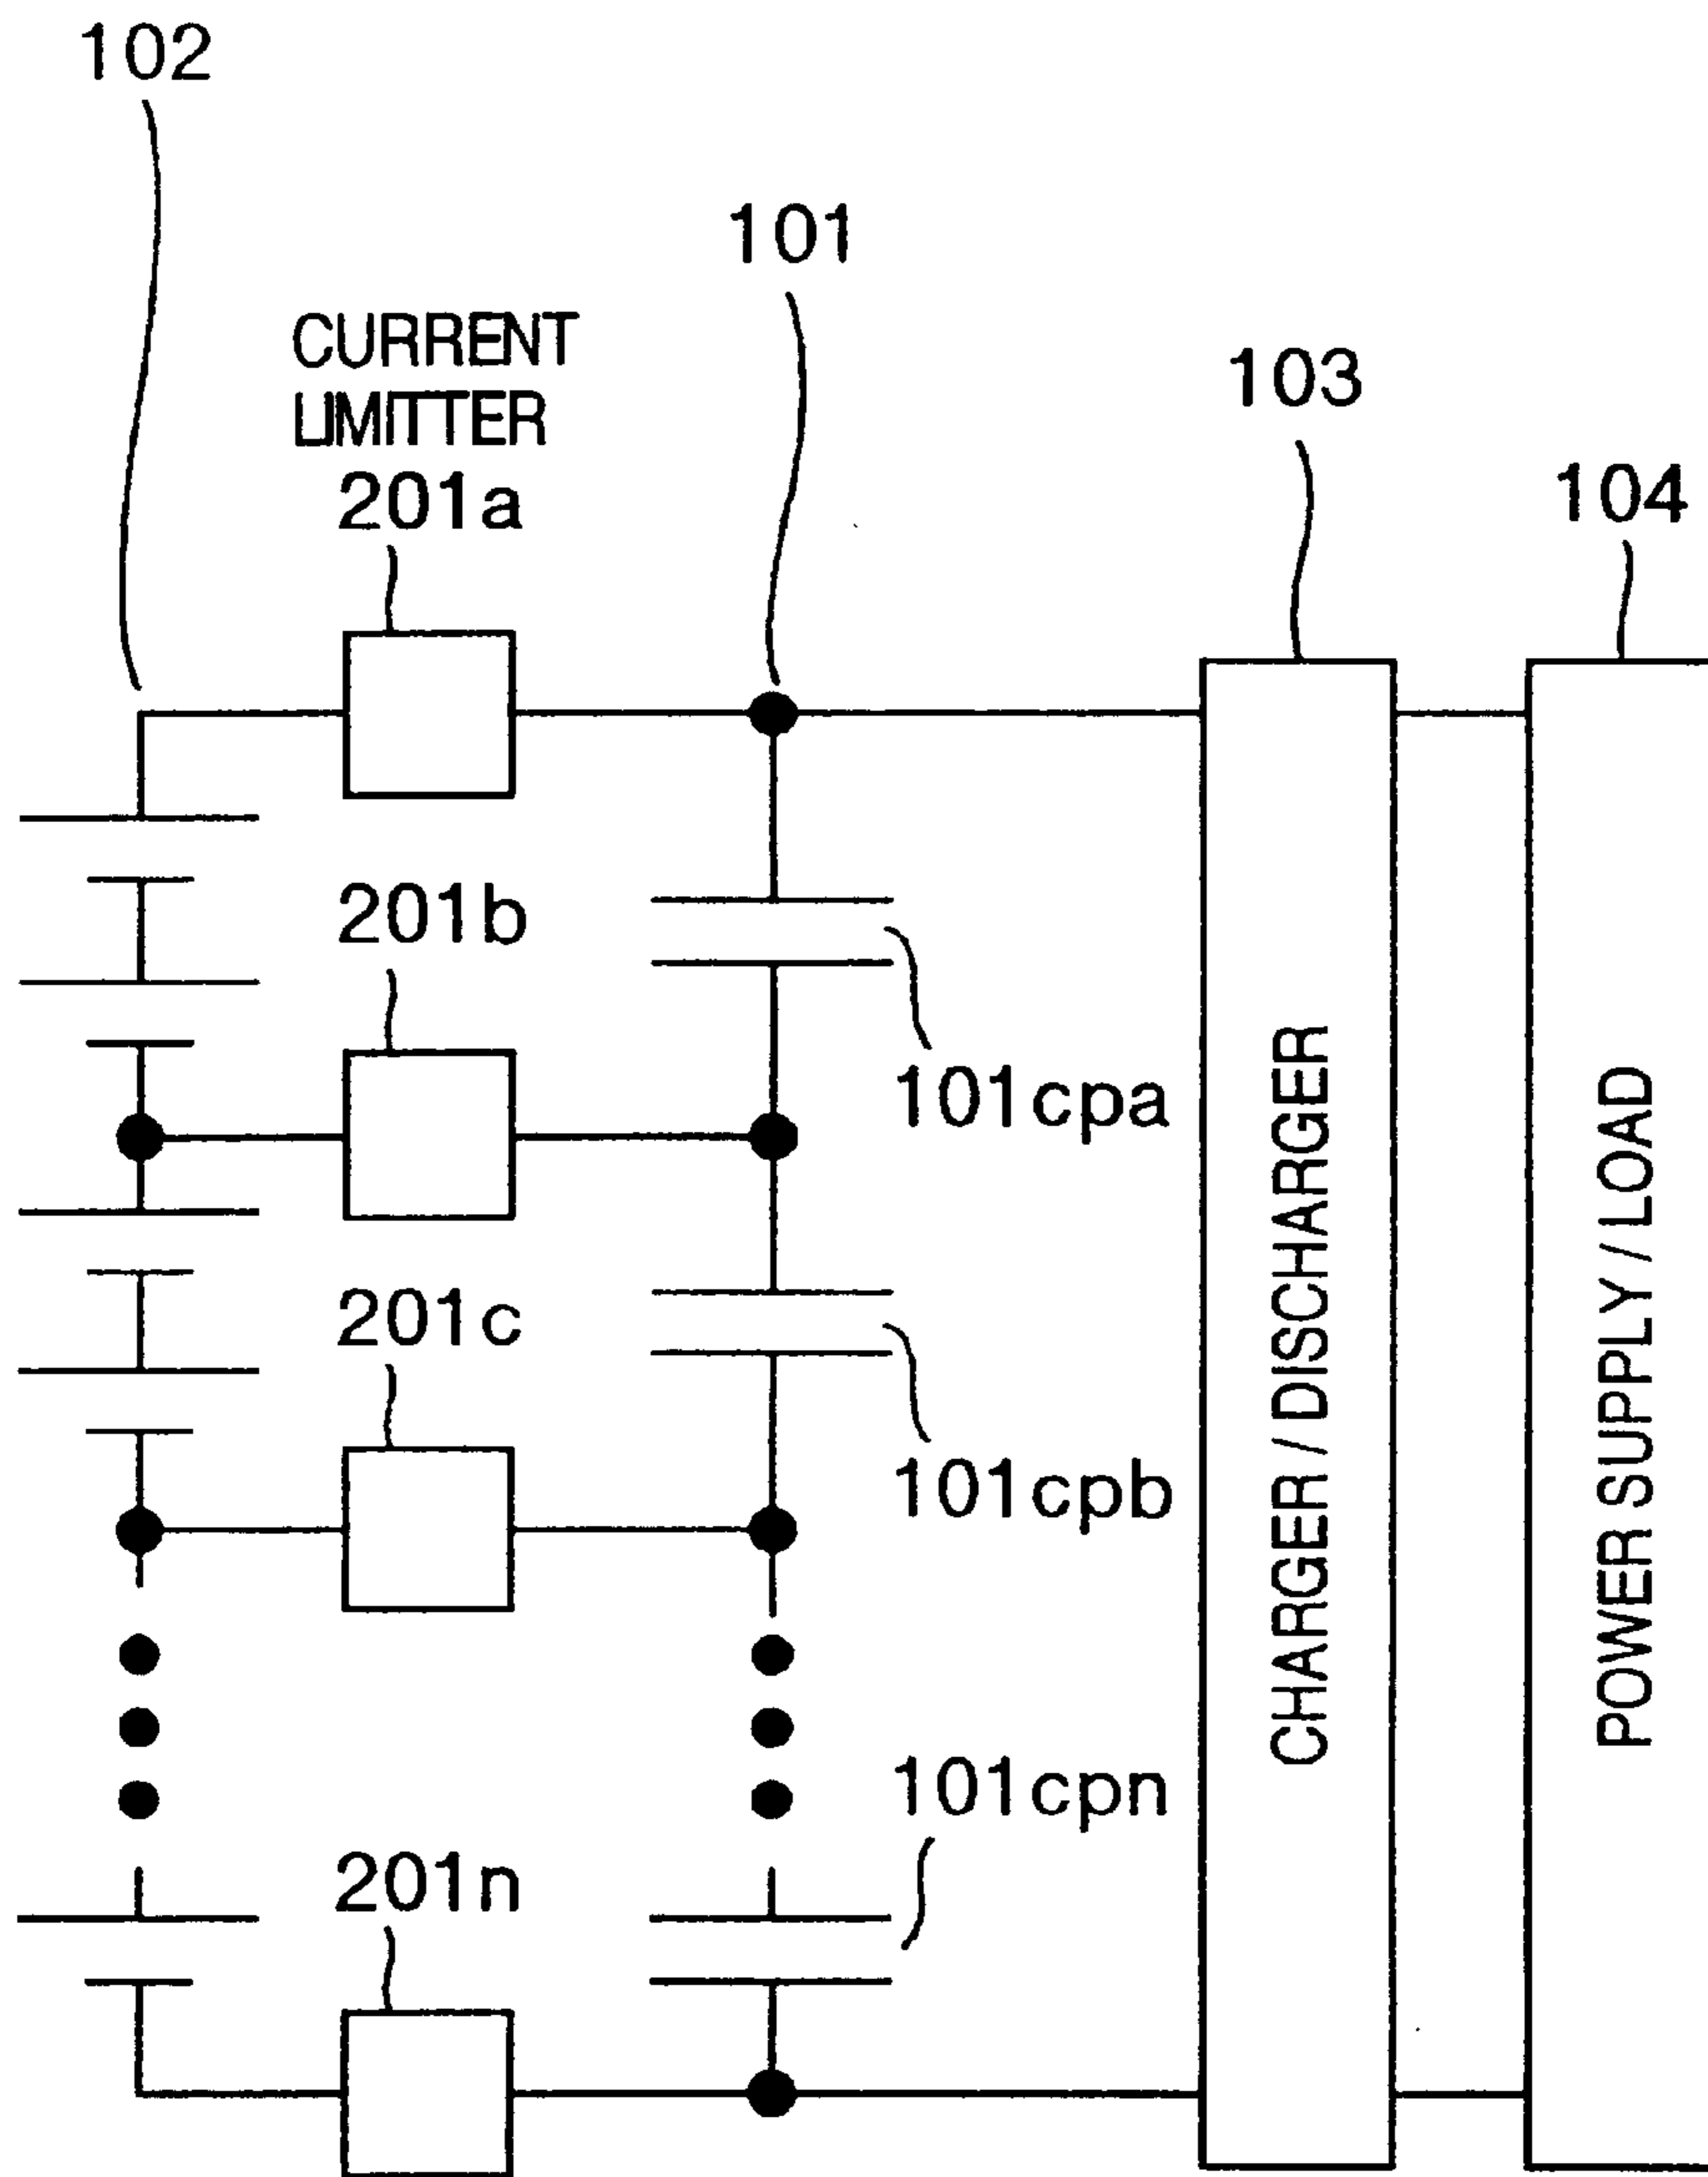 102
101
CURRENT
LIMITTER
201a
103
104
201b
101cpa
201c
101cpb
101cpn
201n
CHARGER / DISCHARGER
POWER SUPPLY / LOAD